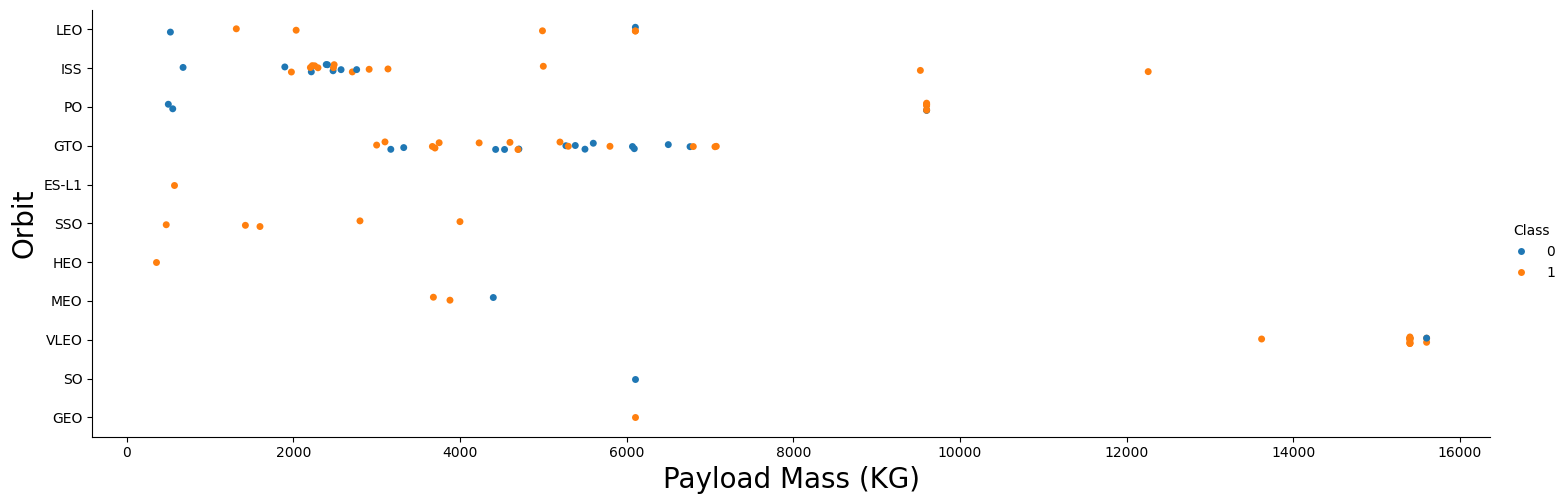 LEO
ISS
PO
GTO
ES-L1
SSO
HEO
MEO
VLEO
SO
GEO
Orbit
0 2000 4000 6000 8000 10000 12000 14000 16000
Payload Mass (KG)
Class
0
1